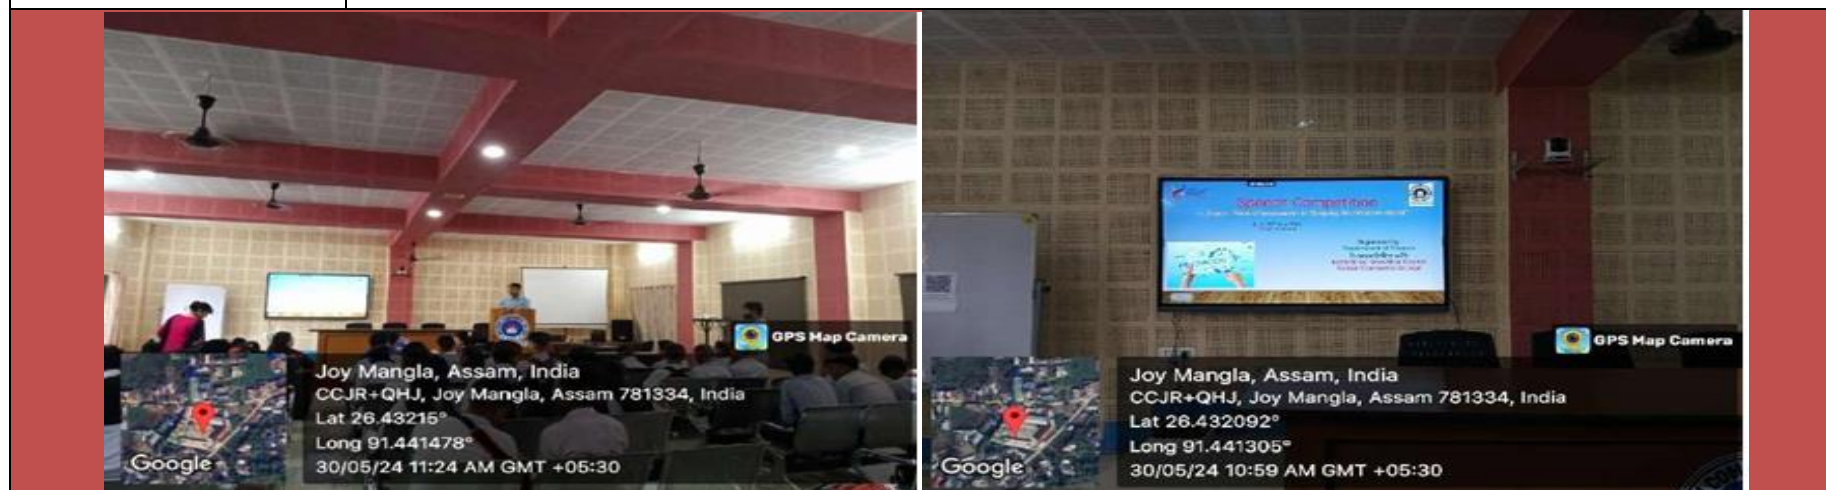 GPS Map Camera
Joy Mangla, Assam, India
CCJR+QHJ, Joy Mangla, Assam 781334, India
Lat 26.43215°
Long 91.441478°
30/05/24 11:24 AM GMT +05:30
Google
Speech Competition
Organised by
GPS Map Camera
Joy Mangla, Assam, India
CCJR+QHJ, Joy Mangla, Assam 781334, India
Lat 26.432092°
Long 91.441305°
30/05/24 10:59 AM GMT +05:30
Google